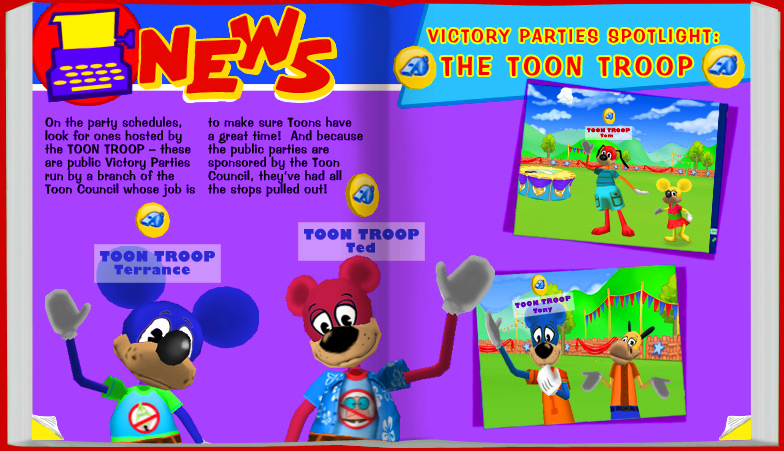 NEWS
On the party schedules,
look for ones hosted by
the TOON TROOP – these
are public Victory Parties
run by a branch of the
Toon Council whose job is
to make sure Toons have
a great time! And because
the public parties are
sponsored by the Toon
Council, they've had all
the stops pulled out!
TOON TROOP
Terrance
TOON TROOP
Ted
VICTORY PARTIES SPOTLIGHT:
THE TOON TROOP
TOON TROOP
Tom
TOON TROOP
Tony